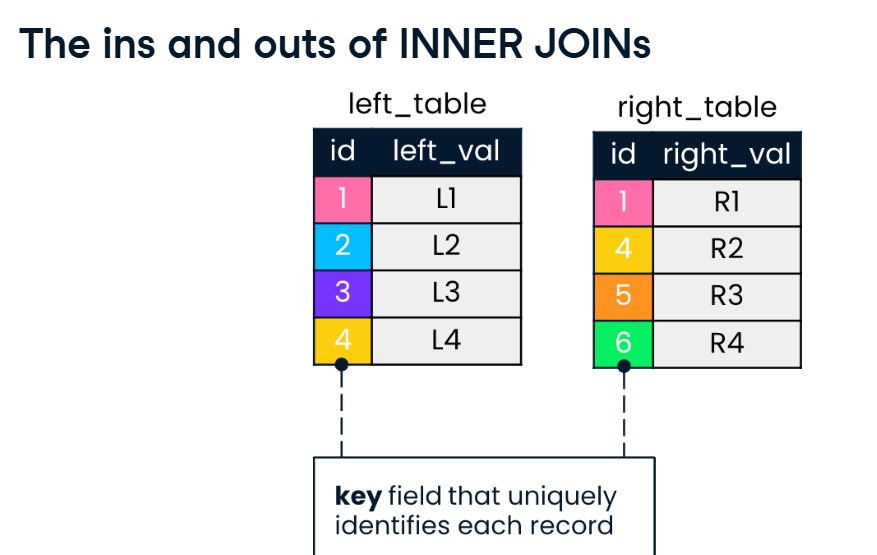 The ins and outs of INNER JOINs
left_table
id left_val
1 L1
2 L2
3 L3
4 L4
right_table
id right_val
1 R1
4 R2
5 R3
6 R4
key field that uniquely
identifies each record